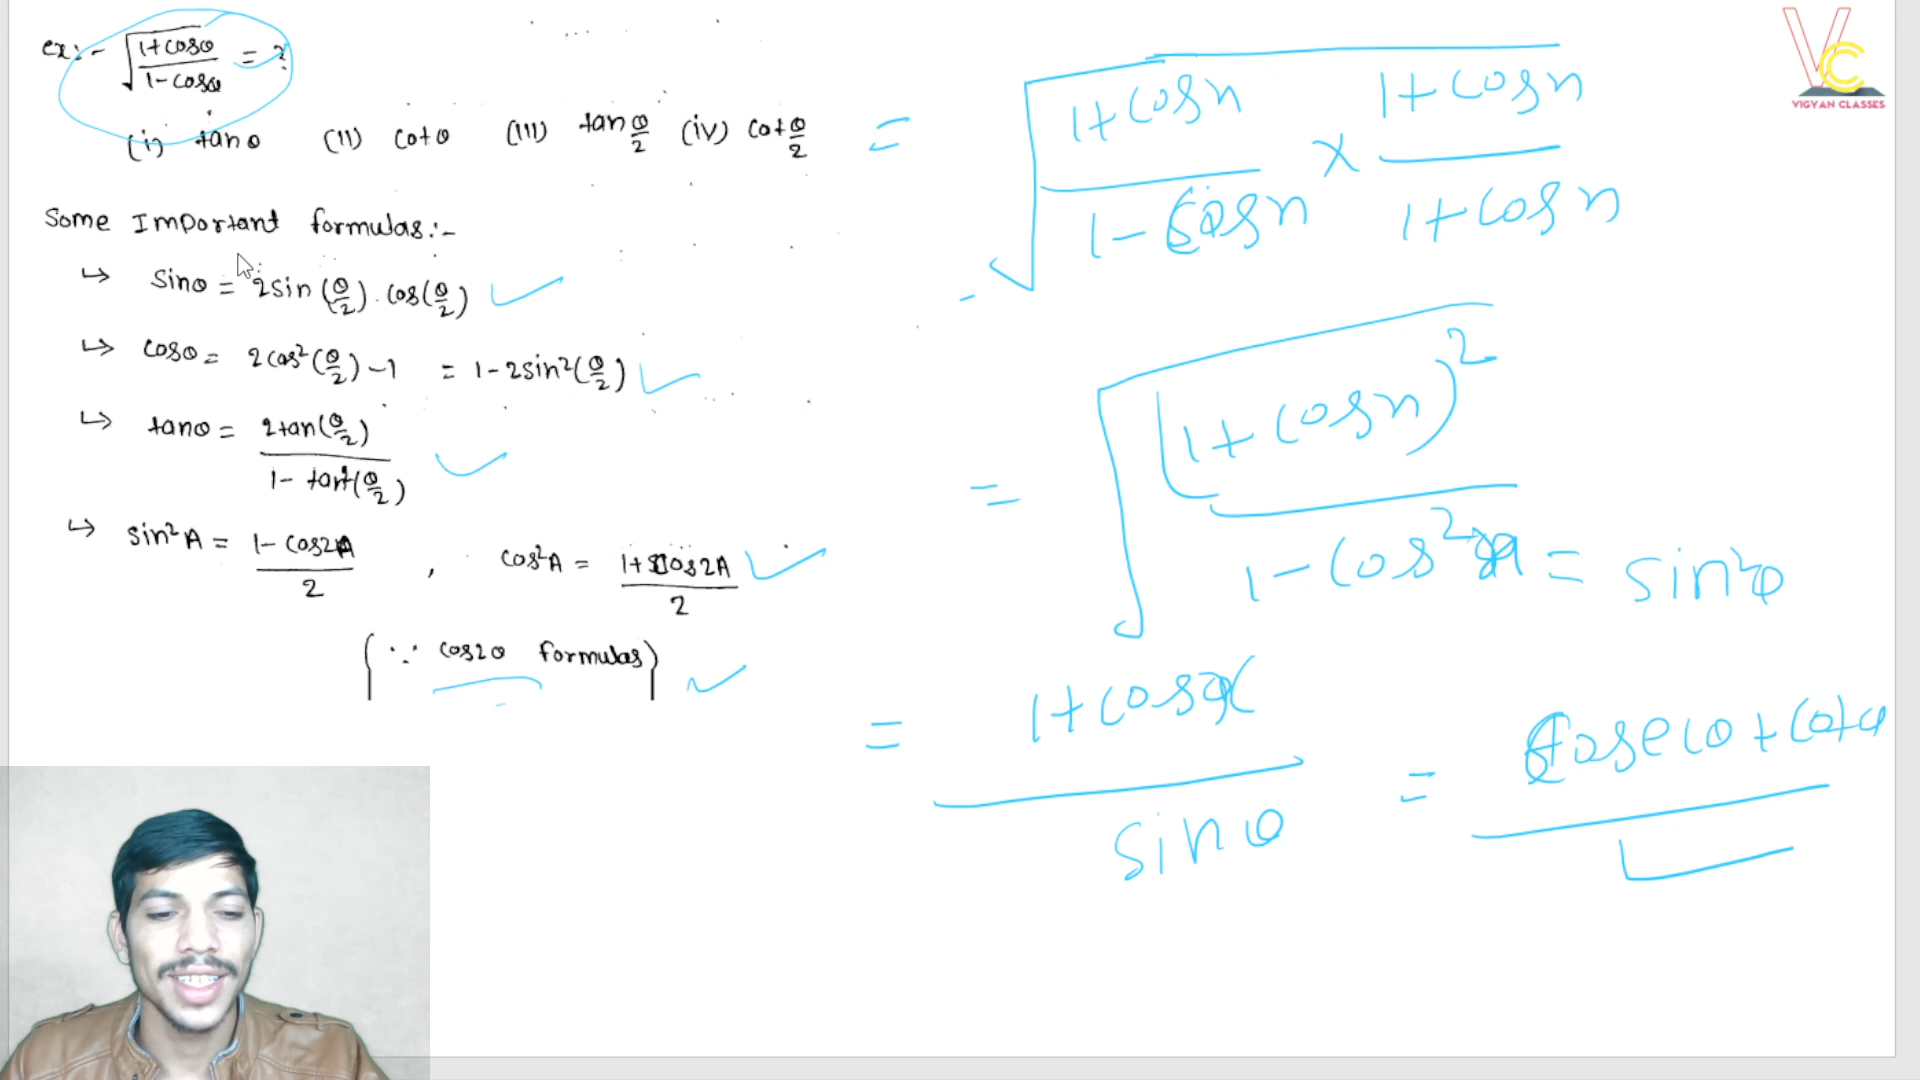 ex:- √(1+cosθ / 1-cosθ) = ?
(i) tanθ (ii) cotθ (iii) tan θ/2 (iv) cot θ/2
Some Important formulas:-
↳ sinθ = 2sin(θ/2).cos(θ/2)
↳ cosθ = 2cos²(θ/2)-1 = 1-2sin²(θ/2)
↳ tanθ = 2tan(θ/2) / 1-tan²(θ/2)
↳ sin²A = 1-cos2A / 2 , cos²A = 1+cos2A / 2
(∵ cos2θ formulas)
= √(1+cosx / 1-cosx × 1+cosx / 1+cosx)
= √((1+cosx)² / 1-cos²x) = sin²θ
= 1+cosx / sinθ = cosecθ+cotθ
VC
VIGYAN CLASSES